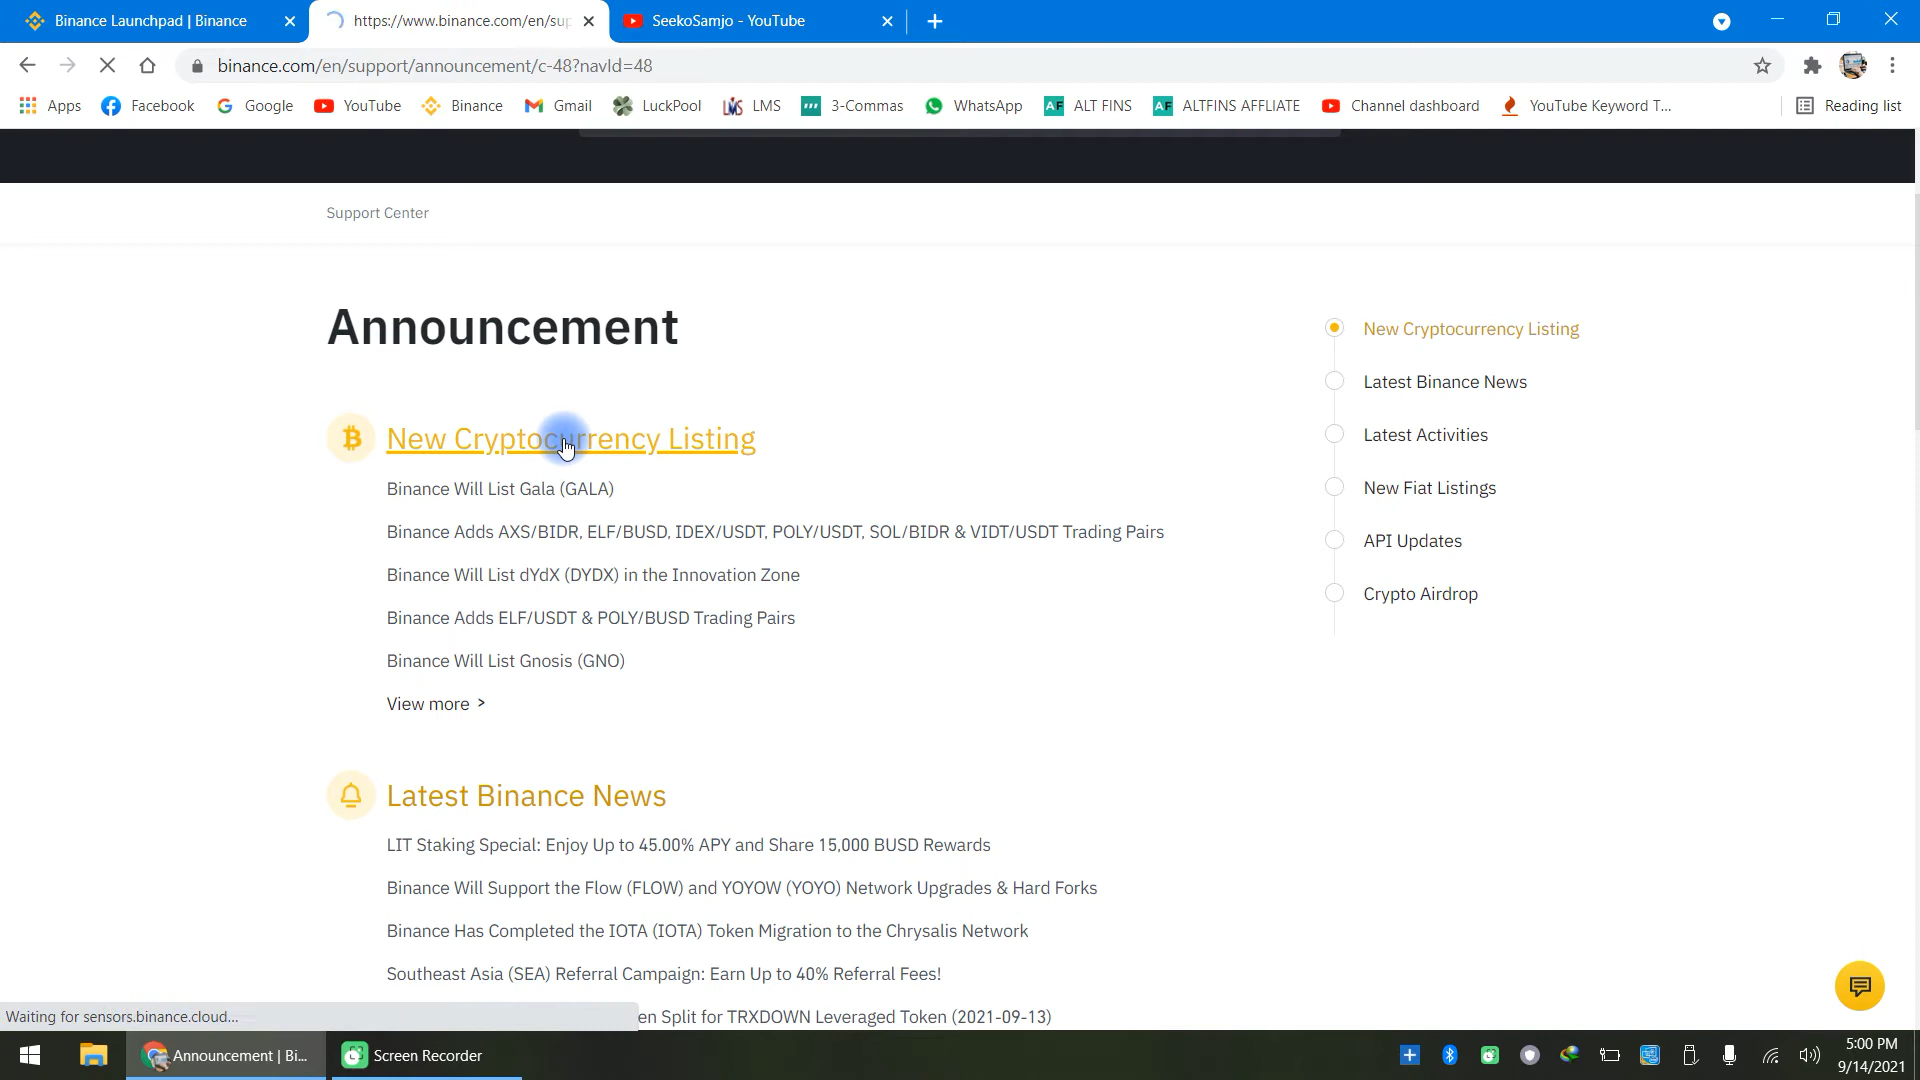 Binance Launchpad | Binance
https://www.binance.com/en/sup
SeekoSamjo - YouTube
binance.com/en/support/announcement/c-48?navId=48
Apps
Facebook
Google
YouTube
Binance
Gmail
LuckPool
LMS
3-Commas
WhatsApp
AF ALT FINS
AF ALTFINS AFFLIATE
Channel dashboard
YouTube Keyword T...
Reading list
Support Center
Announcement
New Cryptocurrency Listing
Binance Will List Gala (GALA)
Binance Adds AXS/BIDR, ELF/BUSD, IDEX/USDT, POLY/USDT, SOL/BIDR & VIDT/USDT Trading Pairs
Binance Will List dYdX (DYDX) in the Innovation Zone
Binance Adds ELF/USDT & POLY/BUSD Trading Pairs
Binance Will List Gnosis (GNO)
View more >
Latest Binance News
LIT Staking Special: Enjoy Up to 45.00% APY and Share 15,000 BUSD Rewards
Binance Will Support the Flow (FLOW) and YOYOW (YOYO) Network Upgrades & Hard Forks
Binance Has Completed the IOTA (IOTA) Token Migration to the Chrysalis Network
Southeast Asia (SEA) Referral Campaign: Earn Up to 40% Referral Fees!
en Split for TRXDOWN Leveraged Token (2021-09-13)
New Cryptocurrency Listing
Latest Binance News
Latest Activities
New Fiat Listings
API Updates
Crypto Airdrop
Waiting for sensors.binance.cloud...
Announcement | Bi...
Screen Recorder
5:00 PM
9/14/2021